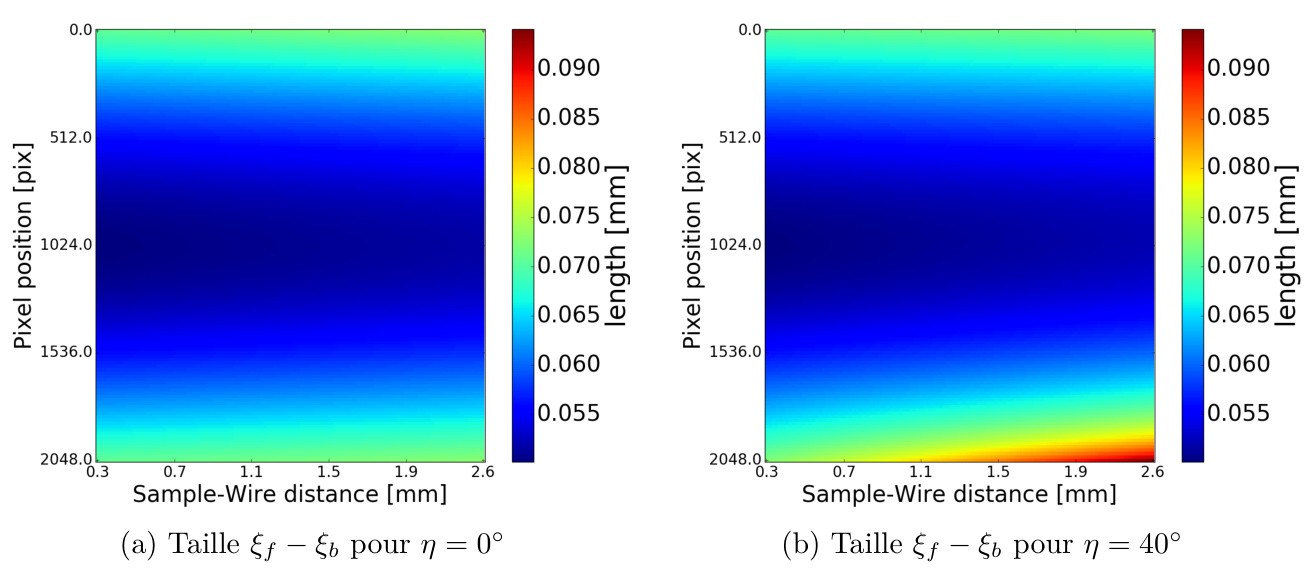 0.0
512.0
1024.0
1536.0
2048.0
Pixel position [pix]
0.3 0.7 1.1 1.5 1.9 2.6
Sample-Wire distance [mm]
0.090
0.085
0.080
0.075
0.070
0.065
0.060
0.055
length [mm]
(a) Taille ξf − ξb pour η = 0°
0.0
512.0
1024.0
1536.0
2048.0
Pixel position [pix]
0.3 0.7 1.1 1.5 1.9 2.6
Sample-Wire distance [mm]
0.090
0.085
0.080
0.075
0.070
0.065
0.060
0.055
length [mm]
(b) Taille ξf − ξb pour η = 40°